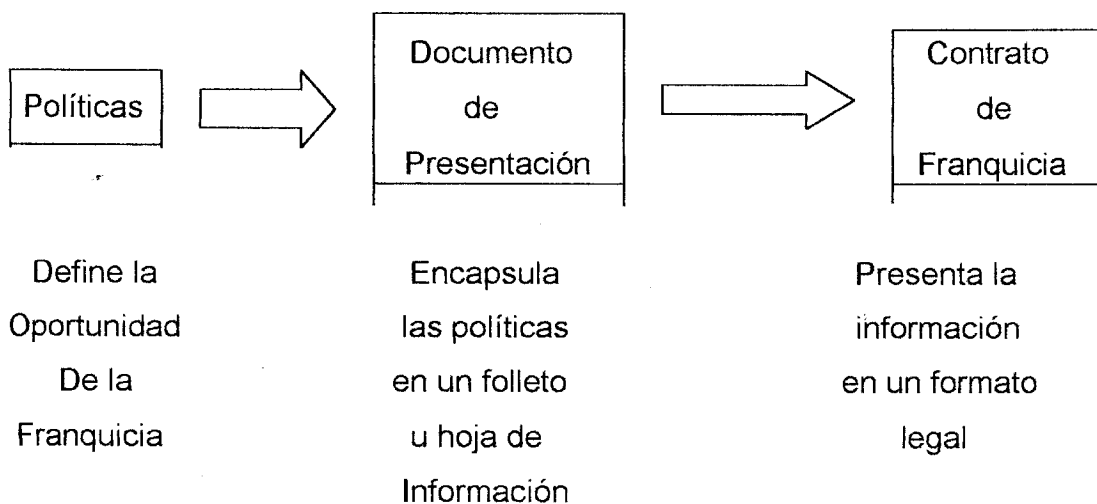 Políticas
Documento
de
Presentación
Contrato
de
Franquicia
Define la
Oportunidad
De la
Franquicia
Encapsula
las políticas
en un folleto
u hoja de
Información
Presenta la
información
en un formato
legal